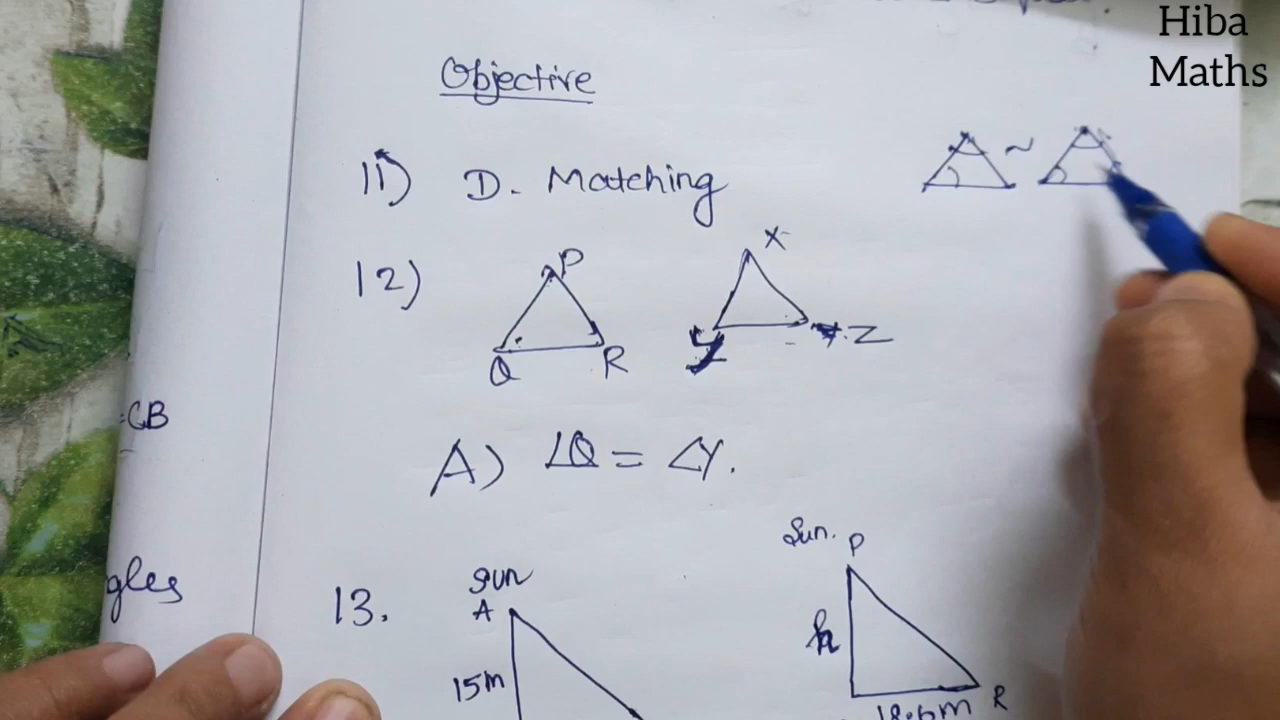 Hiba
Maths
Objective
11) D. Matching
~
12)
P
Q R
X
Y Z
A) ∠Q = ∠Y.
=CB
gles
13.
Sun
A
15m
Sun.
P
h
R